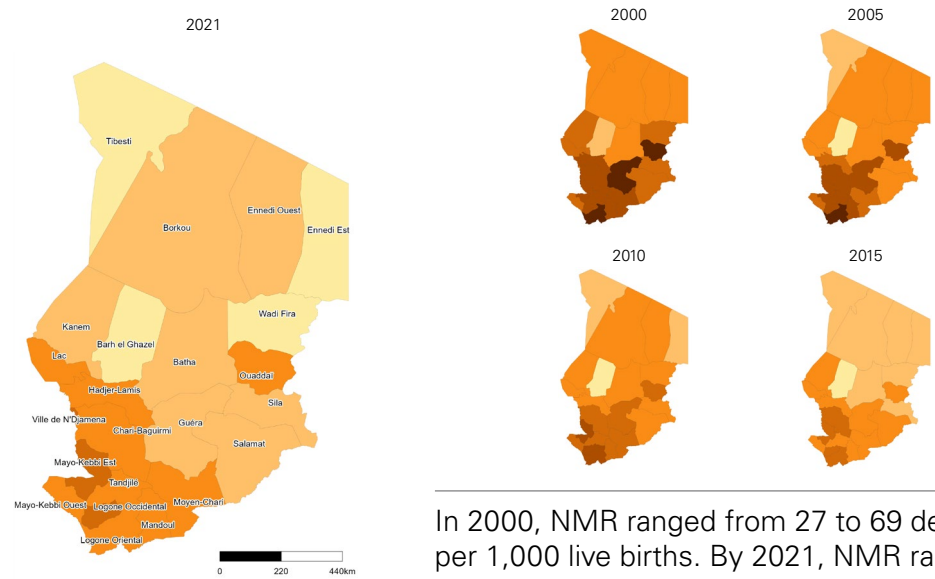 2021
Tibesti
Borkou
Ennedi Ouest
Ennedi Est
Kanem
Barh el Ghazel
Wadi Fira
Lac
Batha
Ouaddaï
Hadjer-Lamis
Sila
Ville de N'Djamena
Guéra
Chari-Baguirmi
Salamat
Mayo-Kebbi Est
Tandjilé
Mayo-Kebbi Ouest
Logone Occidental
Moyen-Chari
Mandoul
Logone Oriental
0 220 440km
2000
2005
2010
2015
In 2000, NMR ranged from 27 to 69 de
per 1,000 live births. By 2021, NMR ra